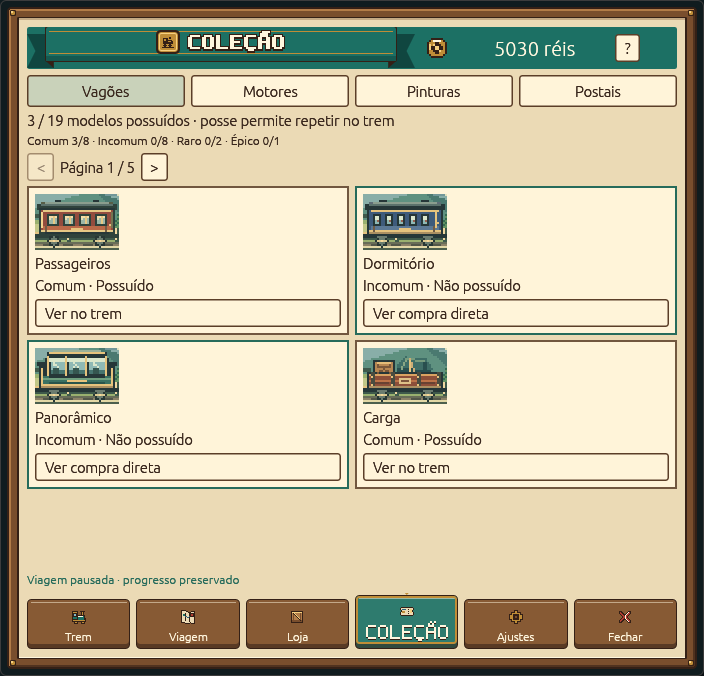 COLEÇÃO
5030 réis
?
Vagões
Motores
Pinturas
Postais
3 / 19 modelos possuídos · posse permite repetir no trem
Comum 3/8 · Incomum 0/8 · Raro 0/2 · Épico 0/1
< Página 1 / 5 >
Passageiros
Comum · Possuído
Ver no trem
Dormitório
Incomum · Não possuído
Ver compra direta
Panorâmico
Incomum · Não possuído
Ver compra direta
Carga
Comum · Possuído
Ver no trem
Viagem pausada · progresso preservado
Trem
Viagem
Loja
COLEÇÃO
Ajustes
Fechar